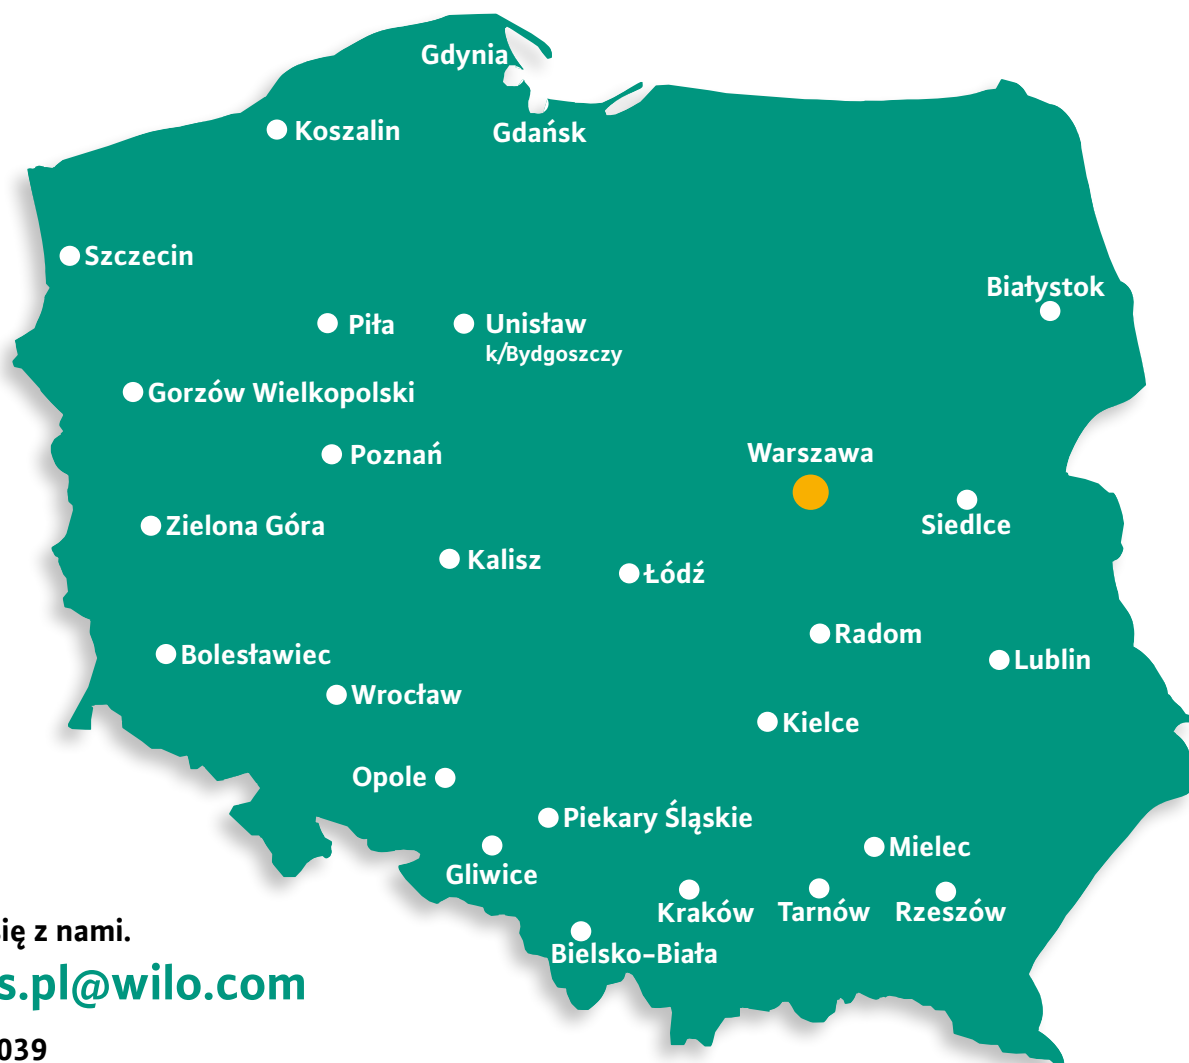 Gdynia
Koszalin
Gdańsk
Szczecin
Białystok
Piła
Unisław
k/Bydgoszczy
Gorzów Wielkopolski
Poznań
Warszawa
Siedlce
Zielona Góra
Kalisz
Łódź
Radom
Bolesławiec
Lublin
Wrocław
Kielce
Opole
Piekary Śląskie
Mielec
Gliwice
Kraków
Tarnów
Rzeszów
się z nami.
Bielsko-Biała
s.pl@wilo.com
039